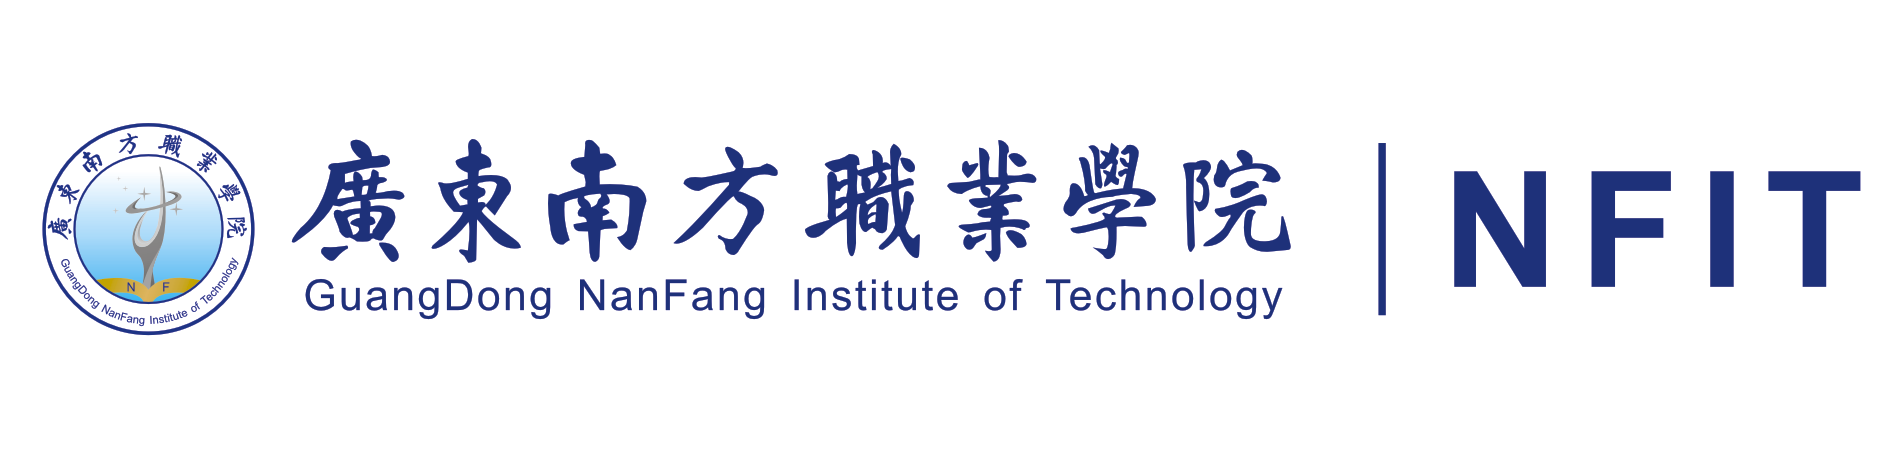 廣東南方職業學院
N F
GuangDong NanFang Institute of Technology
廣東南方職業學院
GuangDong NanFang Institute of Technology
NFIT